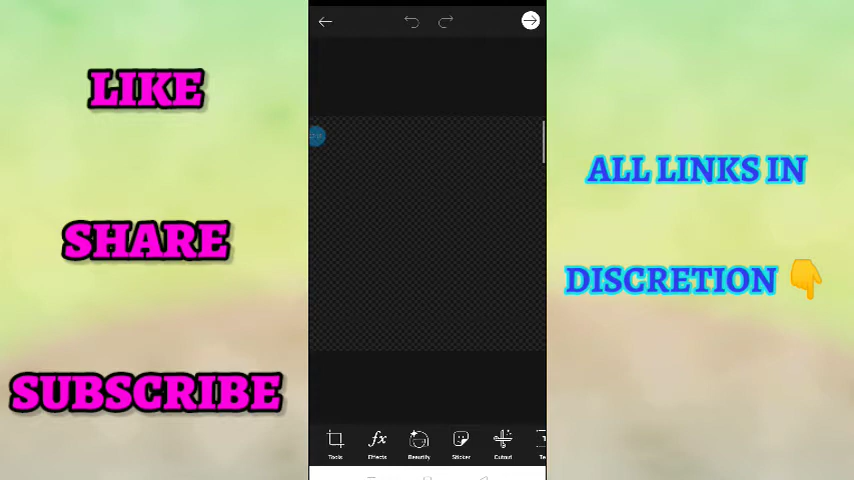 LIKE
SHARE
SUBSCRIBE
Tools
Effects
Beautify
Sticker
Cutout
ALL LINKS IN
DISCRETION 👇